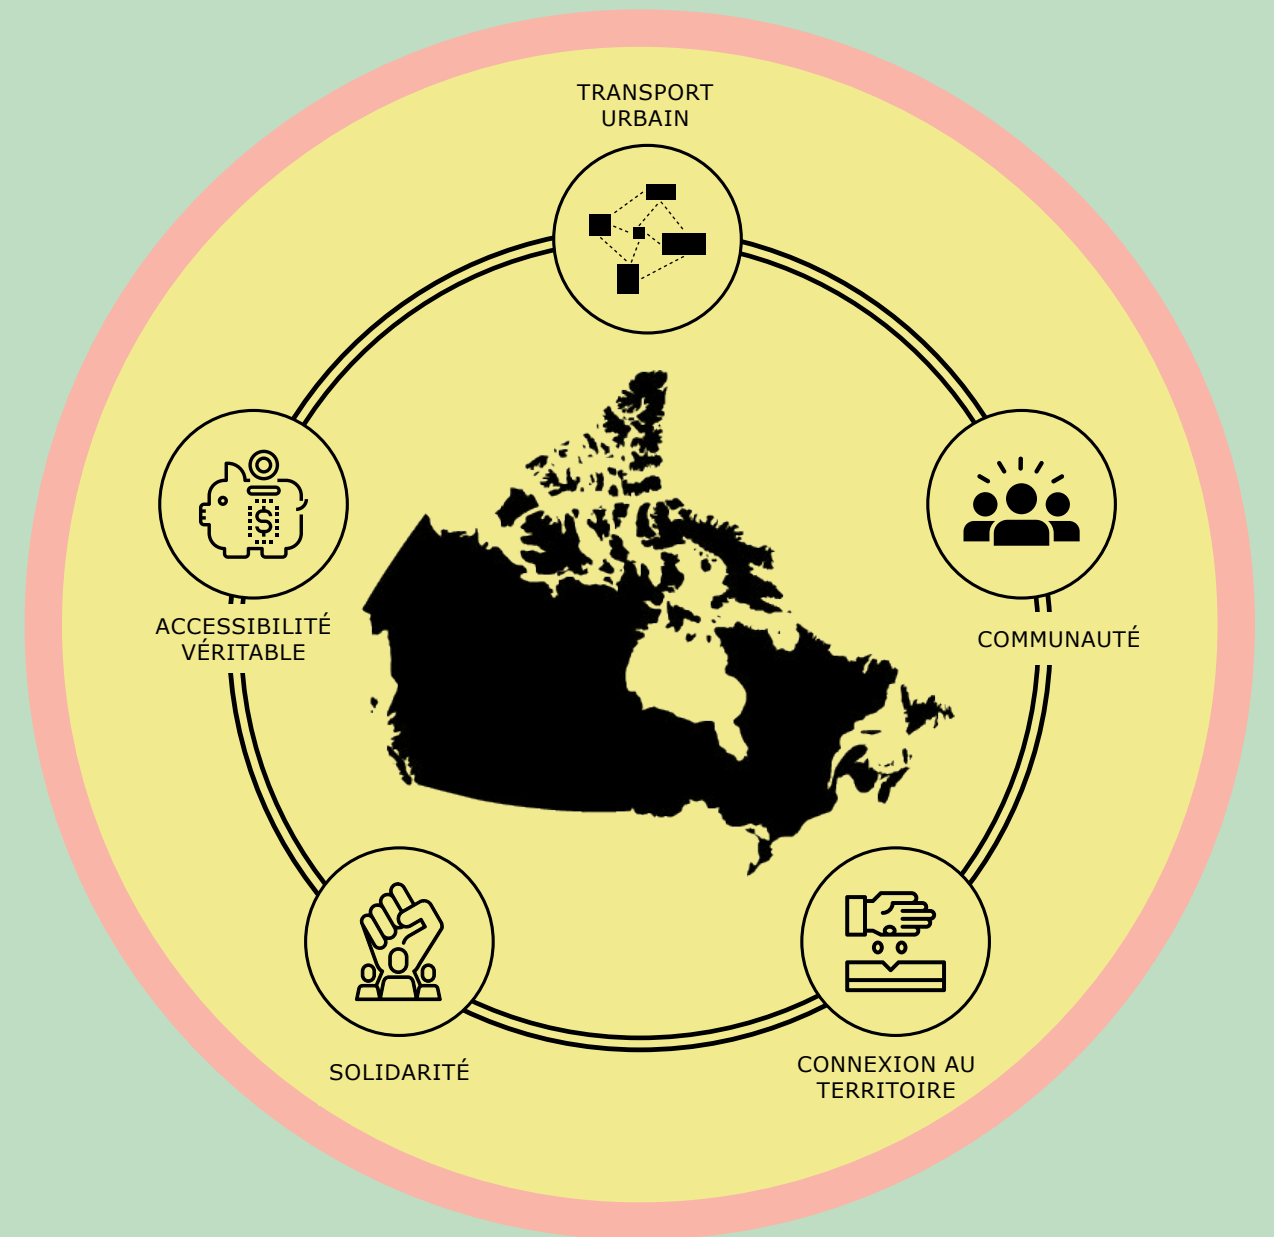 TRANSPORT
URBAIN
$
ACCESSIBILITÉ
VÉRITABLE
COMMUNAUTÉ
SOLIDARITÉ
CONNEXION AU
TERRITOIRE